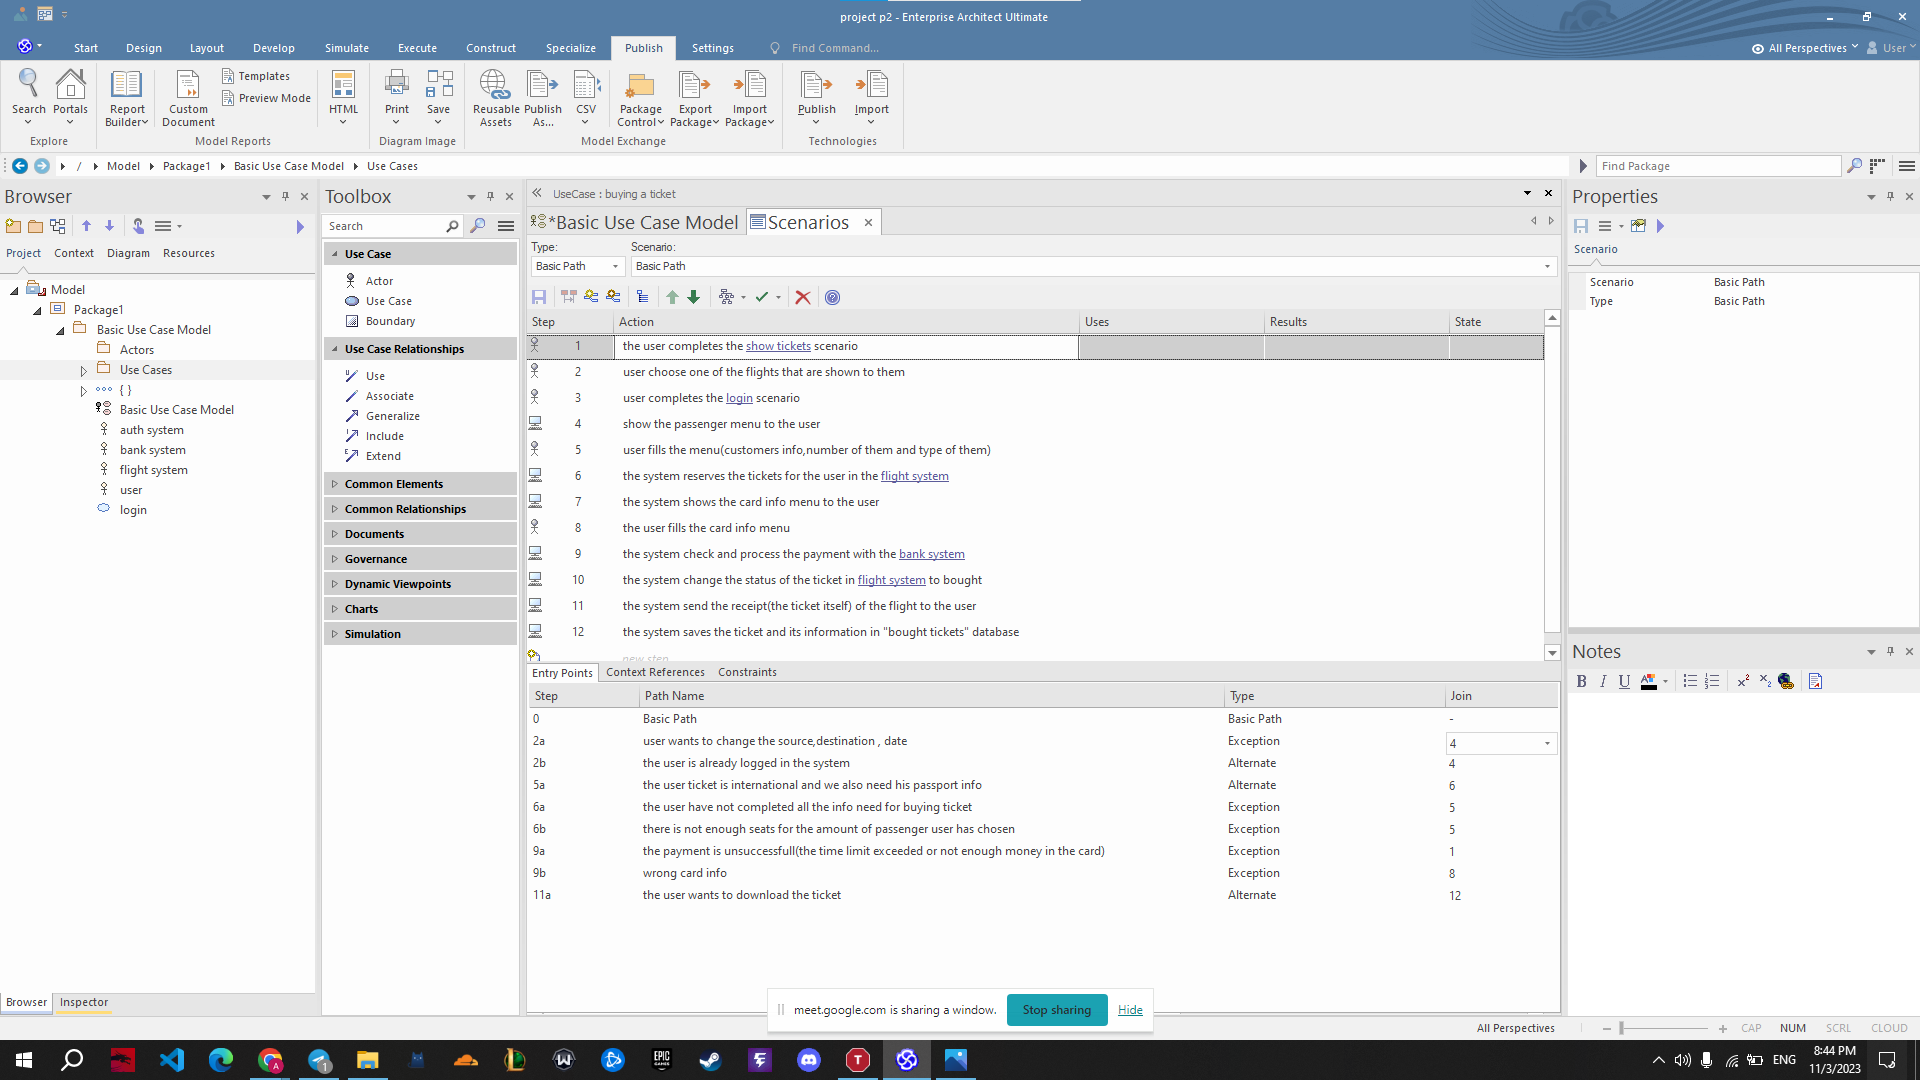 project p2 - Enterprise Architect Ultimate
Start Design Layout Develop Simulate Execute Construct Specialize Publish Settings Find Command... All Perspectives User
Search Portals Report Builder Custom Document Templates Preview Mode HTML Print Save Reusable Assets Publish As... CSV Package Control Export Package Import Package Publish Import
Explore Model Reports Diagram Image Model Exchange Technologies
/ Model Package1 Basic Use Case Model Use Cases Find Package
Browser
Project Context Diagram Resources
Model
Package1
Basic Use Case Model
Actors
Use Cases
{ }
Basic Use Case Model
auth system
bank system
flight system
user
login
Browser Inspector
Toolbox
Search
Use Case
Actor
Use Case
Boundary
Use Case Relationships
Use
Associate
Generalize
Include
Extend
Common Elements
Common Relationships
Documents
Governance
Dynamic Viewpoints
Charts
Simulation
UseCase : buying a ticket
*Basic Use Case Model Scenarios
Type: Scenario:
Basic Path Basic Path
Step Action Uses Results State
1 the user completes the show tickets scenario
2 user choose one of the flights that are shown to them
3 user completes the login scenario
4 show the passenger menu to the user
5 user fills the menu(customers info,number of them and type of them)
6 the system reserves the tickets for the user in the flight system
7 the system shows the card info menu to the user
8 the user fills the card info menu
9 the system check and process the payment with the bank system
10 the system change the status of the ticket in flight system to bought
11 the system send the receipt(the ticket itself) of the flight to the user
12 the system saves the ticket and its information in "bought tickets" database
new step
Entry Points Context References Constraints
Step Path Name Type Join
0 Basic Path Basic Path -
2a user wants to change the source,destination , date Exception 4
2b the user is already logged in the system Alternate 4
5a the user ticket is international and we also need his passport info Alternate 6
6a the user have not completed all the info need for buying ticket Exception 5
6b there is not enough seats for the amount of passenger user has chosen Exception 5
9a the payment is unsuccessfull(the time limit exceeded or not enough money in the card) Exception 1
9b wrong card info Exception 8
11a the user wants to download the ticket Alternate 12
Properties
Scenario
Scenario Basic Path
Type Basic Path
Notes
B I U
meet.google.com is sharing a window. Stop sharing Hide
All Perspectives CAP NUM SCRL CLOUD
ENG 8:44 PM
11/3/2023